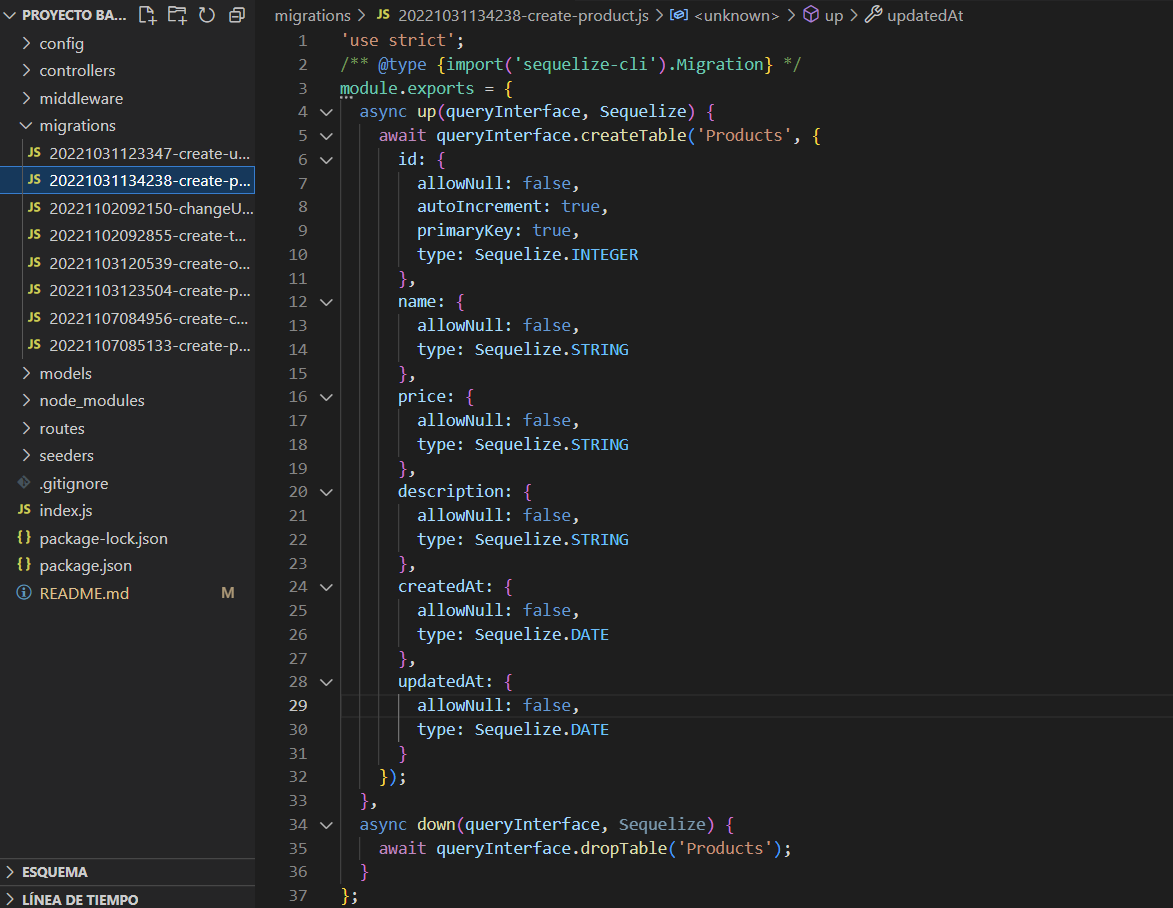 PROYECTO BA...
config
controllers
middleware
migrations
JS 20221031123347-create-u...
JS 20221031134238-create-p...
JS 20221102092150-changeU...
JS 20221102092855-create-t...
JS 20221103120539-create-o...
JS 20221103123504-create-p...
JS 20221107084956-create-c...
JS 20221107085133-create-p...
models
node_modules
routes
seeders
.gitignore
JS index.js
{} package-lock.json
{} package.json
README.md M
ESQUEMA
LÍNEA DE TIEMPO
migrations > JS 20221031134238-create-product.js > <unknown> > up > updatedAt
1 'use strict';
2 /** @type {import('sequelize-cli').Migration} */
3 module.exports = {
4 async up(queryInterface, Sequelize) {
5 await queryInterface.createTable('Products', {
6 id: {
7 allowNull: false,
8 autoIncrement: true,
9 primaryKey: true,
10 type: Sequelize.INTEGER
11 },
12 name: {
13 allowNull: false,
14 type: Sequelize.STRING
15 },
16 price: {
17 allowNull: false,
18 type: Sequelize.STRING
19 },
20 description: {
21 allowNull: false,
22 type: Sequelize.STRING
23 },
24 createdAt: {
25 allowNull: false,
26 type: Sequelize.DATE
27 },
28 updatedAt: {
29 allowNull: false,
30 type: Sequelize.DATE
31 }
32 });
33 },
34 async down(queryInterface, Sequelize) {
35 await queryInterface.dropTable('Products');
36 }
37 };